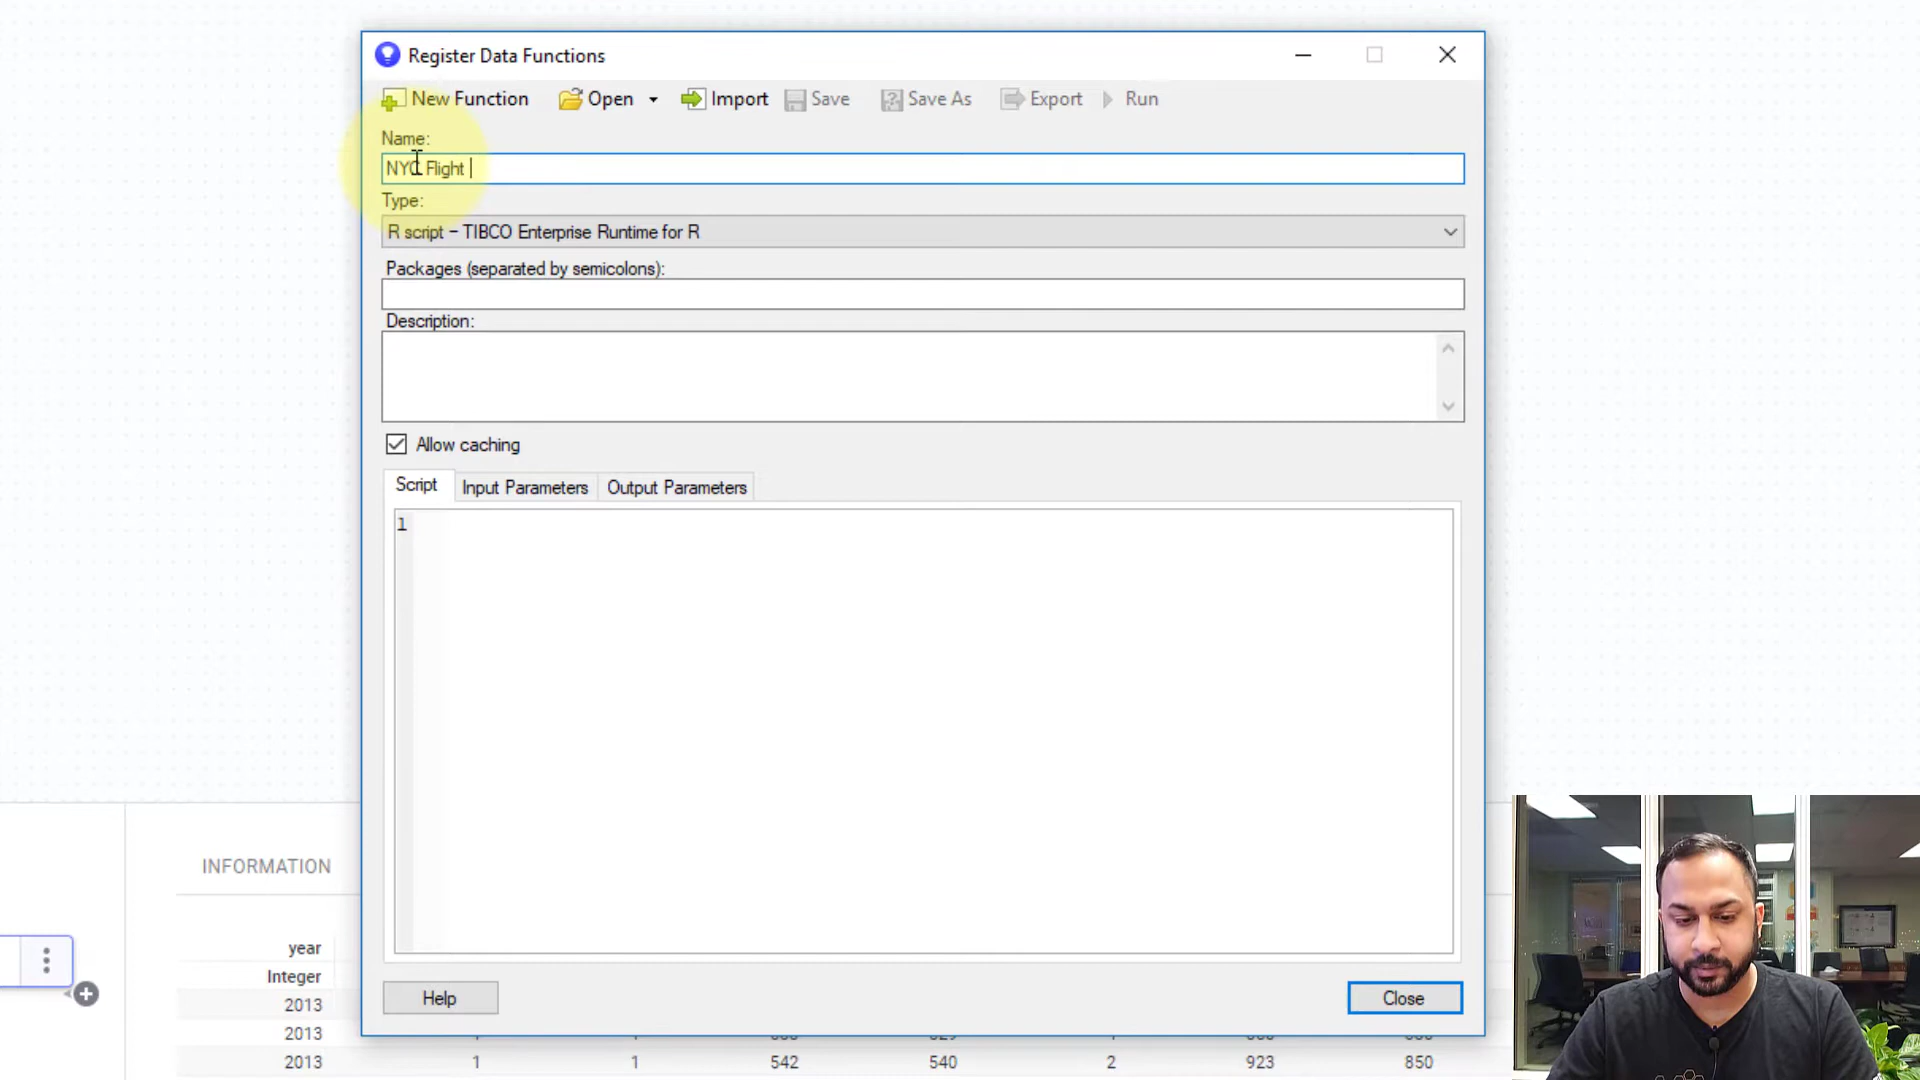 Register Data Functions
New Function Open Import Save Save As Export Run
Name:
NYC Flight
Type:
R script – TIBCO Enterprise Runtime for R
Packages (separated by semicolons):
Description:
Allow caching
Script Input Parameters Output Parameters
1
Help Close
INFORMATION
year
Integer
2013
2013
2013 1 1 542 540 2 923 850